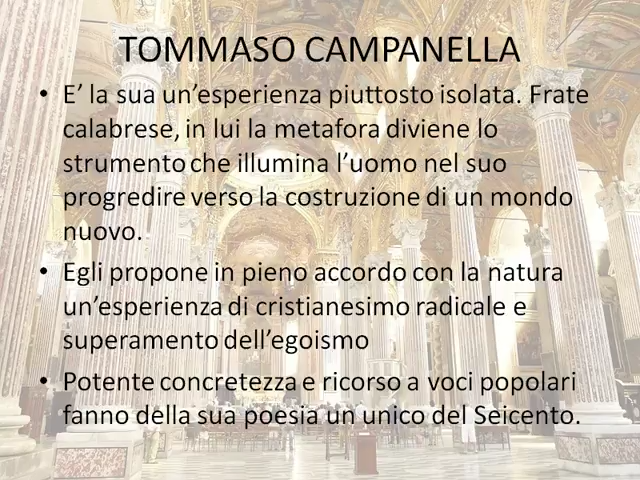 TOMMASO CAMPANELLA
• E’ la sua un’esperienza piuttosto isolata. Frate
calabrese, in lui la metafora diviene lo
strumento che illumina l’uomo nel suo
progredire verso la costruzione di un mondo
nuovo.
• Egli propone in pieno accordo con la natura
un’esperienza di cristianesimo radicale e
superamento dell’egoismo
• Potente concretezza e ricorso a voci popolari
fanno della sua poesia un unico del Seicento.